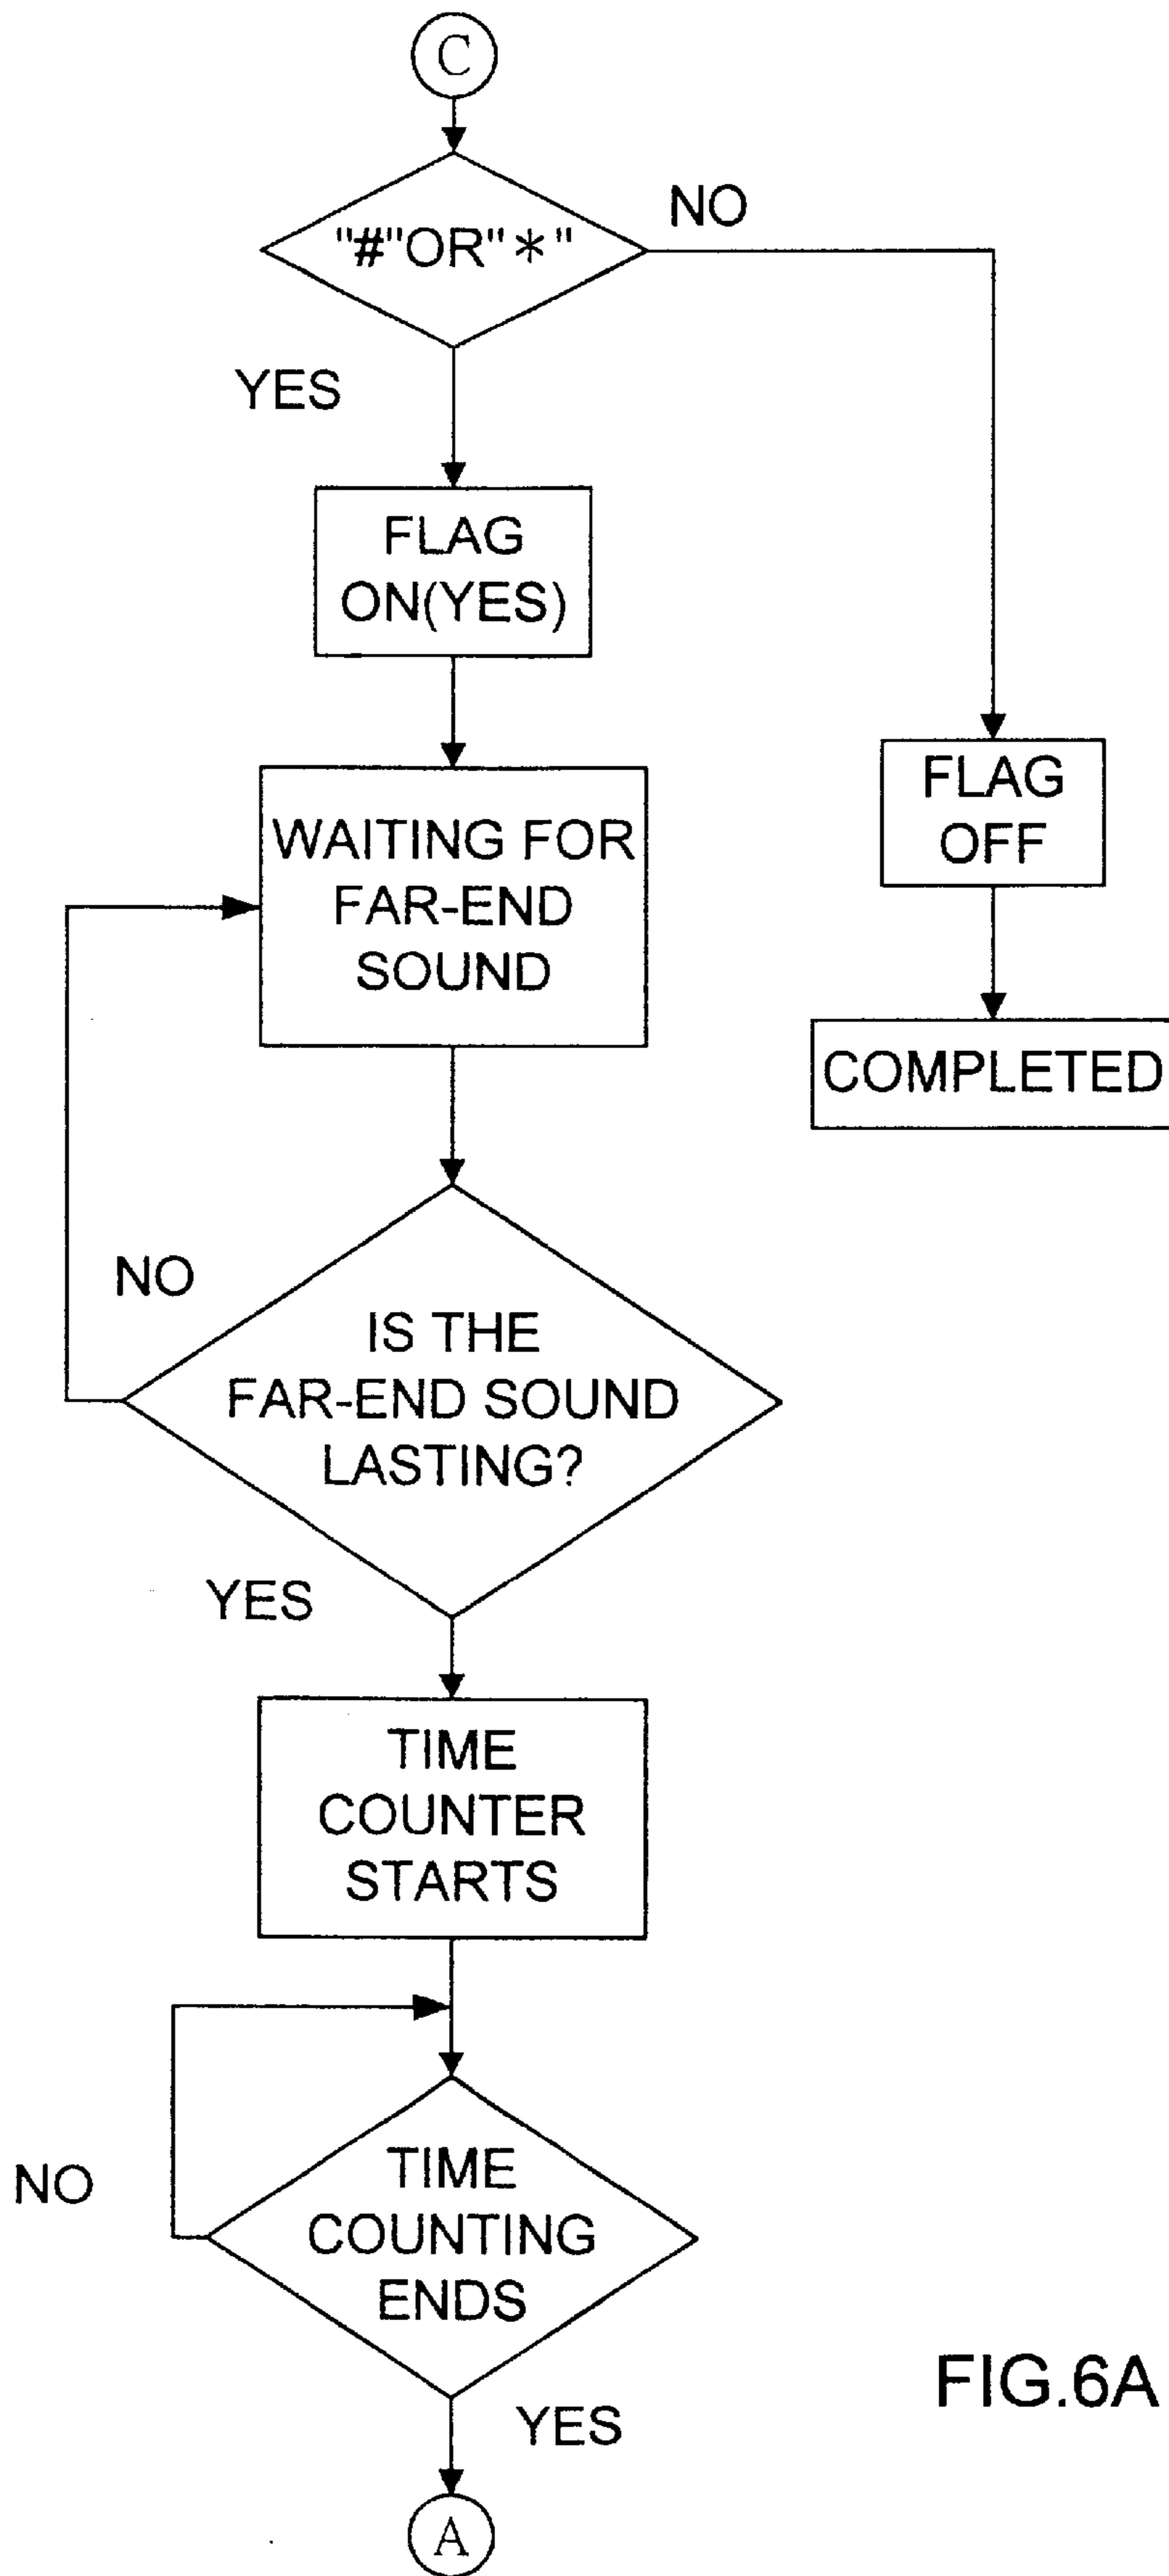 C
"#"OR"*"
NO
YES
FLAG
ON(YES)
WAITING FOR
FAR-END
SOUND
FLAG
OFF
COMPLETED
NO
IS THE
FAR-END SOUND
LASTING?
YES
TIME
COUNTER
STARTS
NO
TIME
COUNTING
ENDS
YES
A
FIG.6A